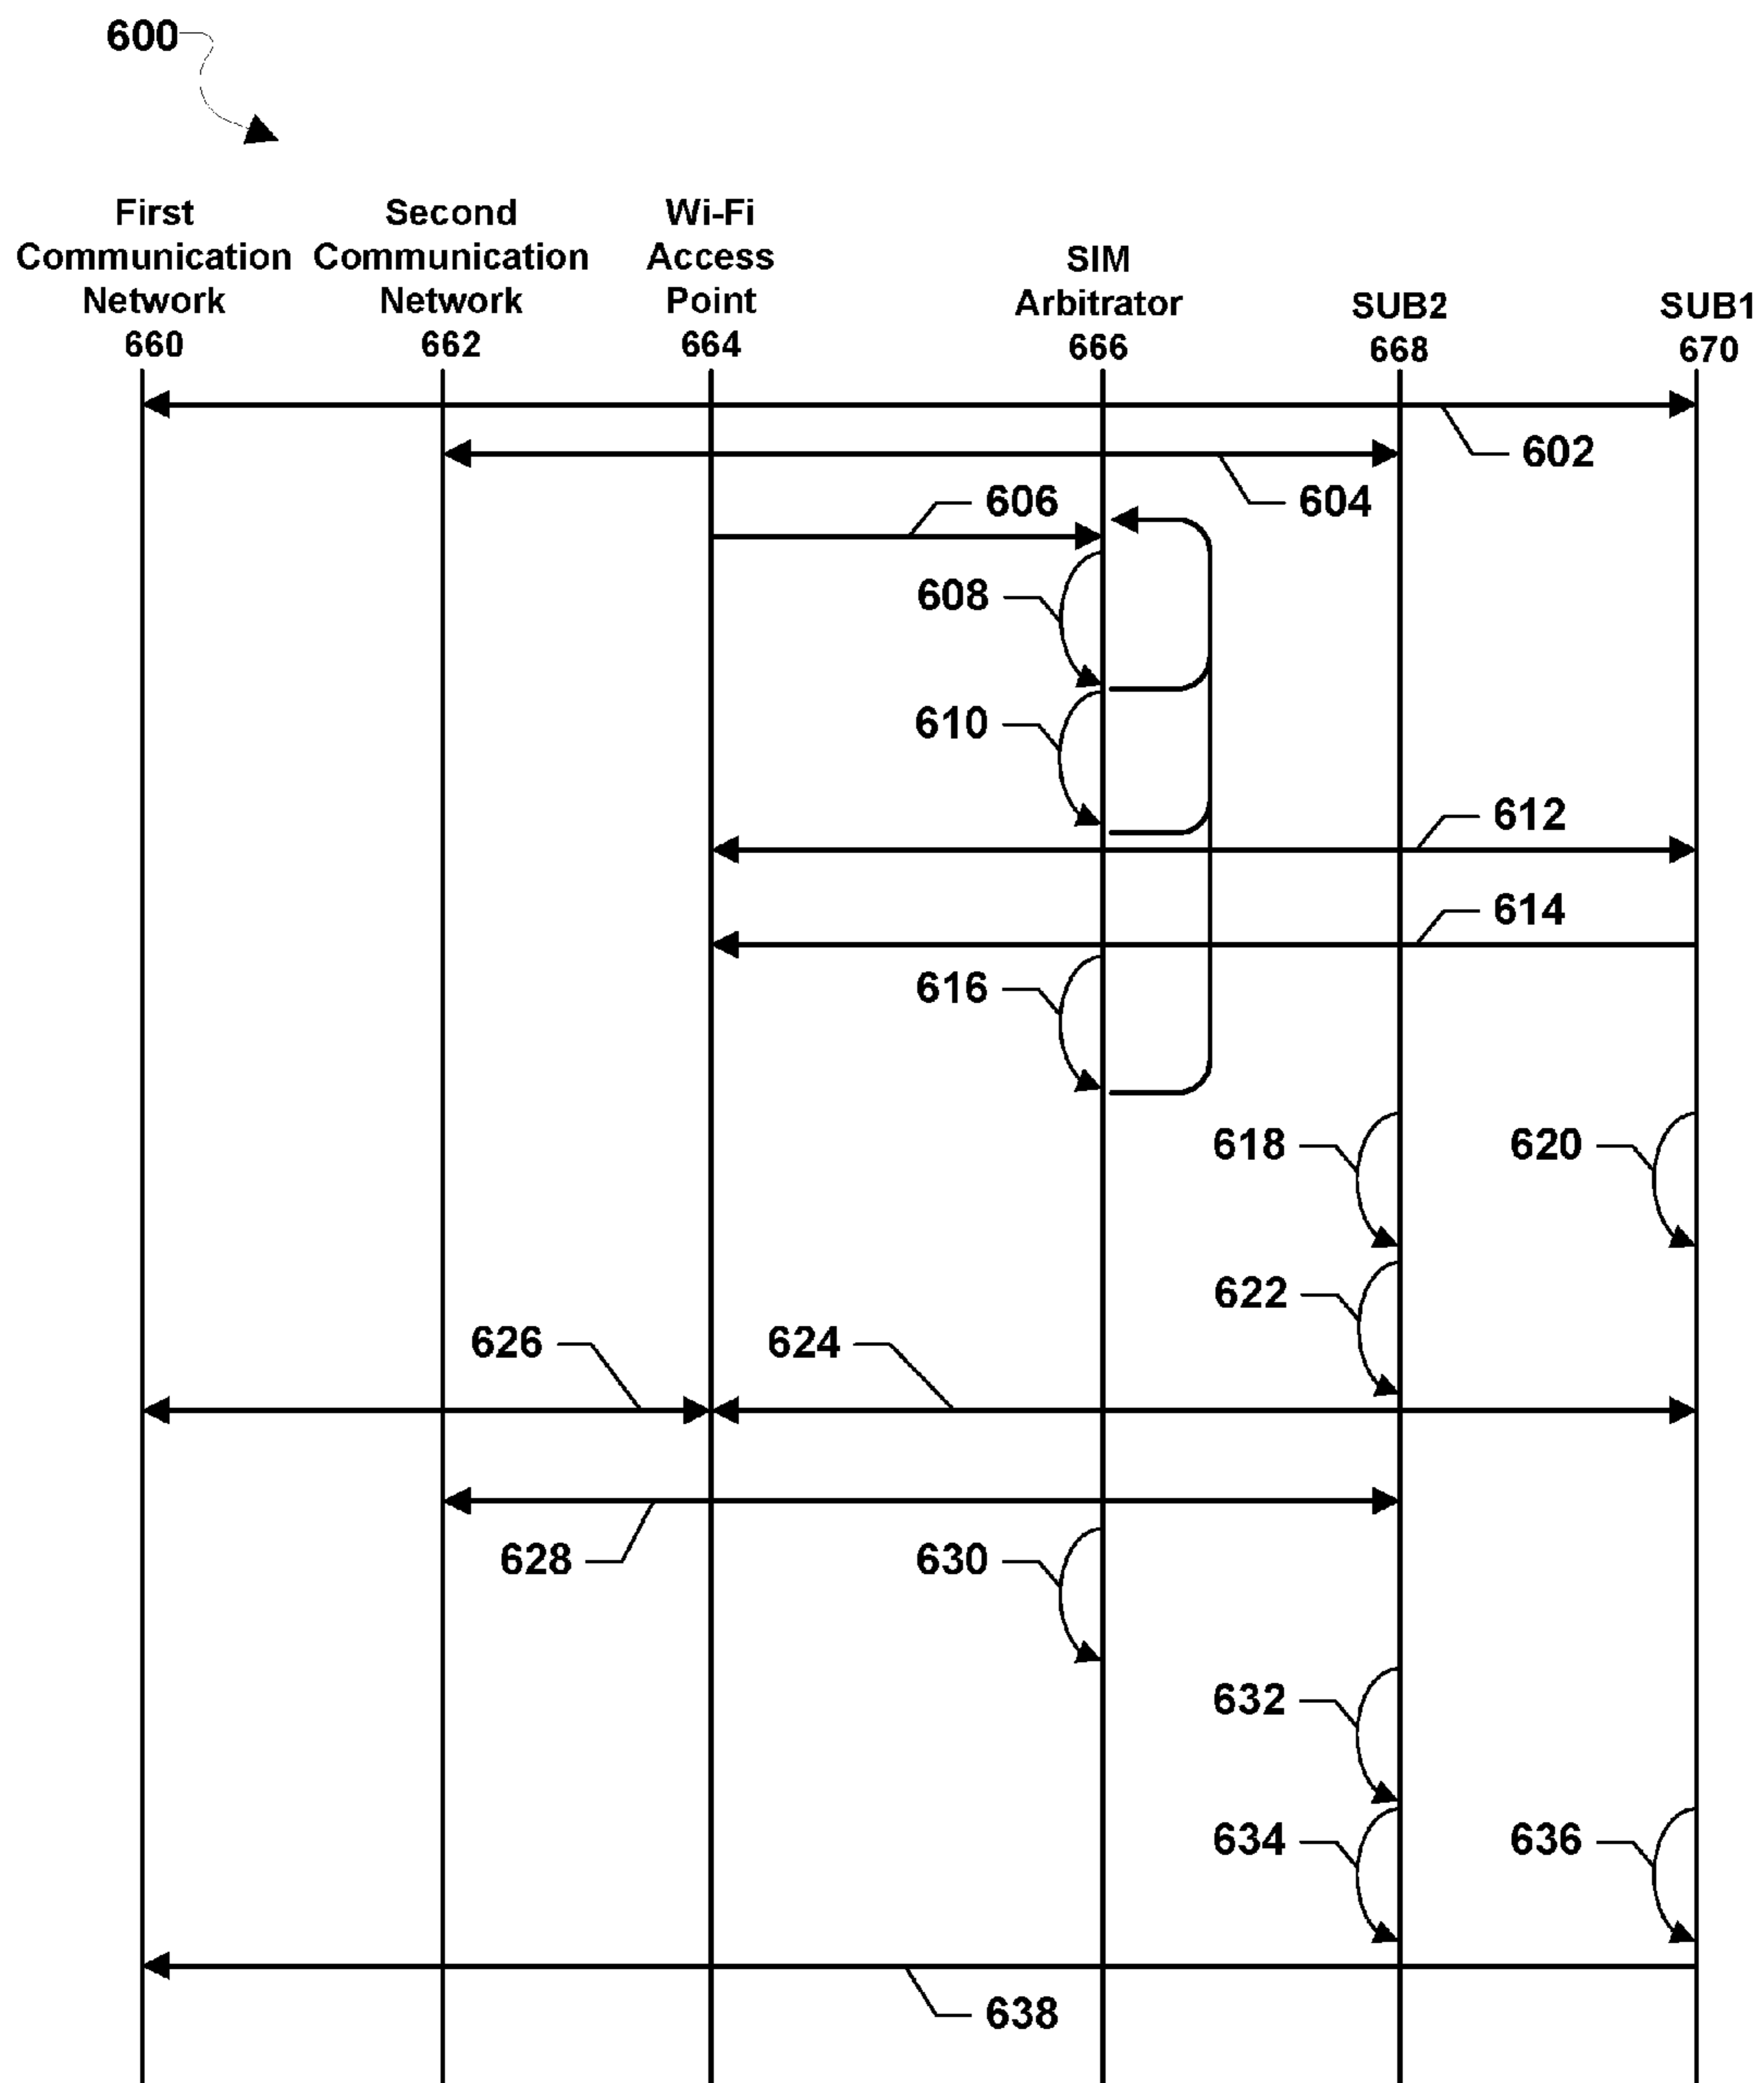 600
First
Communication
Network
660
Second
Communication
Network
662
Wi-Fi
Access
Point
664
SIM
Arbitrator
666
SUB2
668
SUB1
670
602
604
606
608
610
612
614
616
618
620
622
626
624
628
630
632
634
636
638